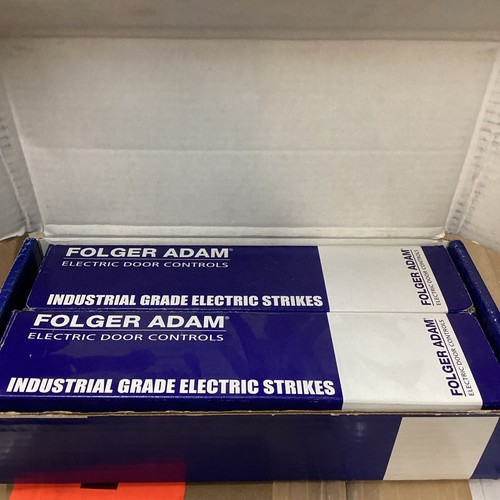 FOLGER ADAM®
ELECTRIC DOOR CONTROLS
INDUSTRIAL GRADE ELECTRIC STRIKES
FOLGER ADAM
ELECTRIC DOOR CONTROLS
FOLGER ADAM®
ELECTRIC DOOR CONTROLS
INDUSTRIAL GRADE ELECTRIC STRIKES
FOLGER ADAM
ELECTRIC DOOR CONTROLS